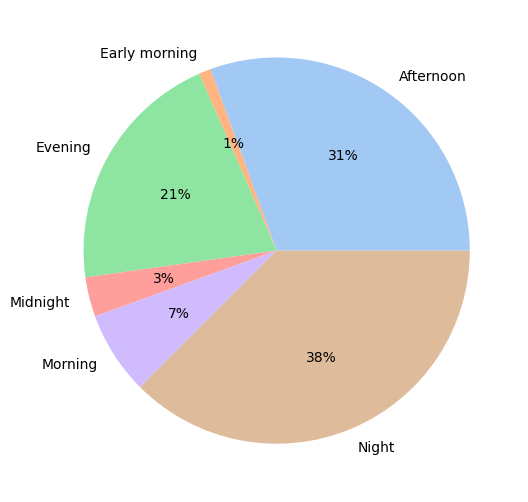 Early morning
Afternoon
1%
31%
Evening
21%
Midnight
3%
7%
Morning
38%
Night